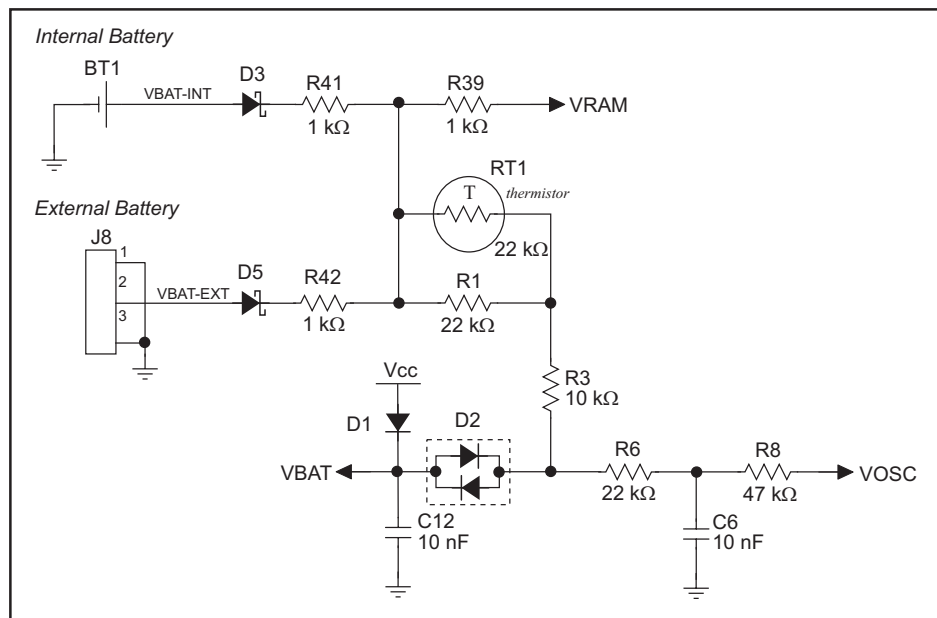 Internal Battery
BT1
VBAT-INT
D3
R41
1 kΩ
R39
1 kΩ
VRAM
RT1
T
thermistor
22 kΩ
External Battery
J8
1
2
3
VBAT-EXT
D5
R42
1 kΩ
R1
22 kΩ
R3
10 kΩ
Vcc
D1
D2
VBAT
R6
22 kΩ
R8
47 kΩ
VOSC
C12
10 nF
C6
10 nF